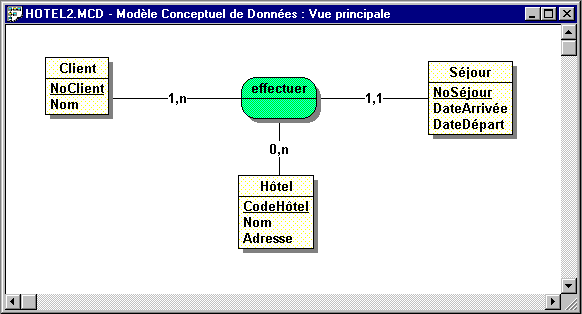 HOTEL2.MCD - Modèle Conceptuel de Données : Vue principale
Client
NoClient
Nom
1,n
effectuer
1,1
Séjour
NoSéjour
DateArrivée
DateDépart
0,n
Hôtel
CodeHôtel
Nom
Adresse